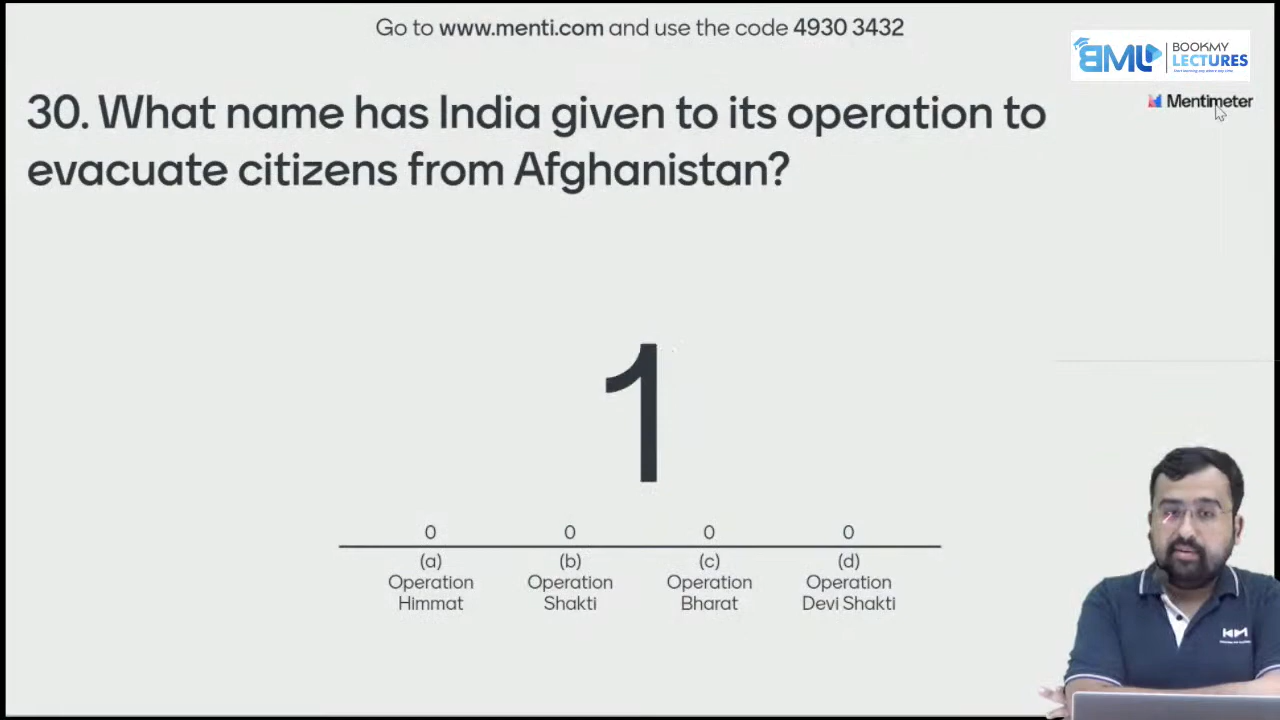 Go to www.menti.com and use the code 4930 3432
BML BOOKMY
LECTURES
30. What name has India given to its operation to
evacuate citizens from Afghanistan?
Mentimeter
1
0 0 0 0
(a) (b) (c) (d)
Operation Operation Operation Operation
Himmat Shakti Bharat Devi Shakti